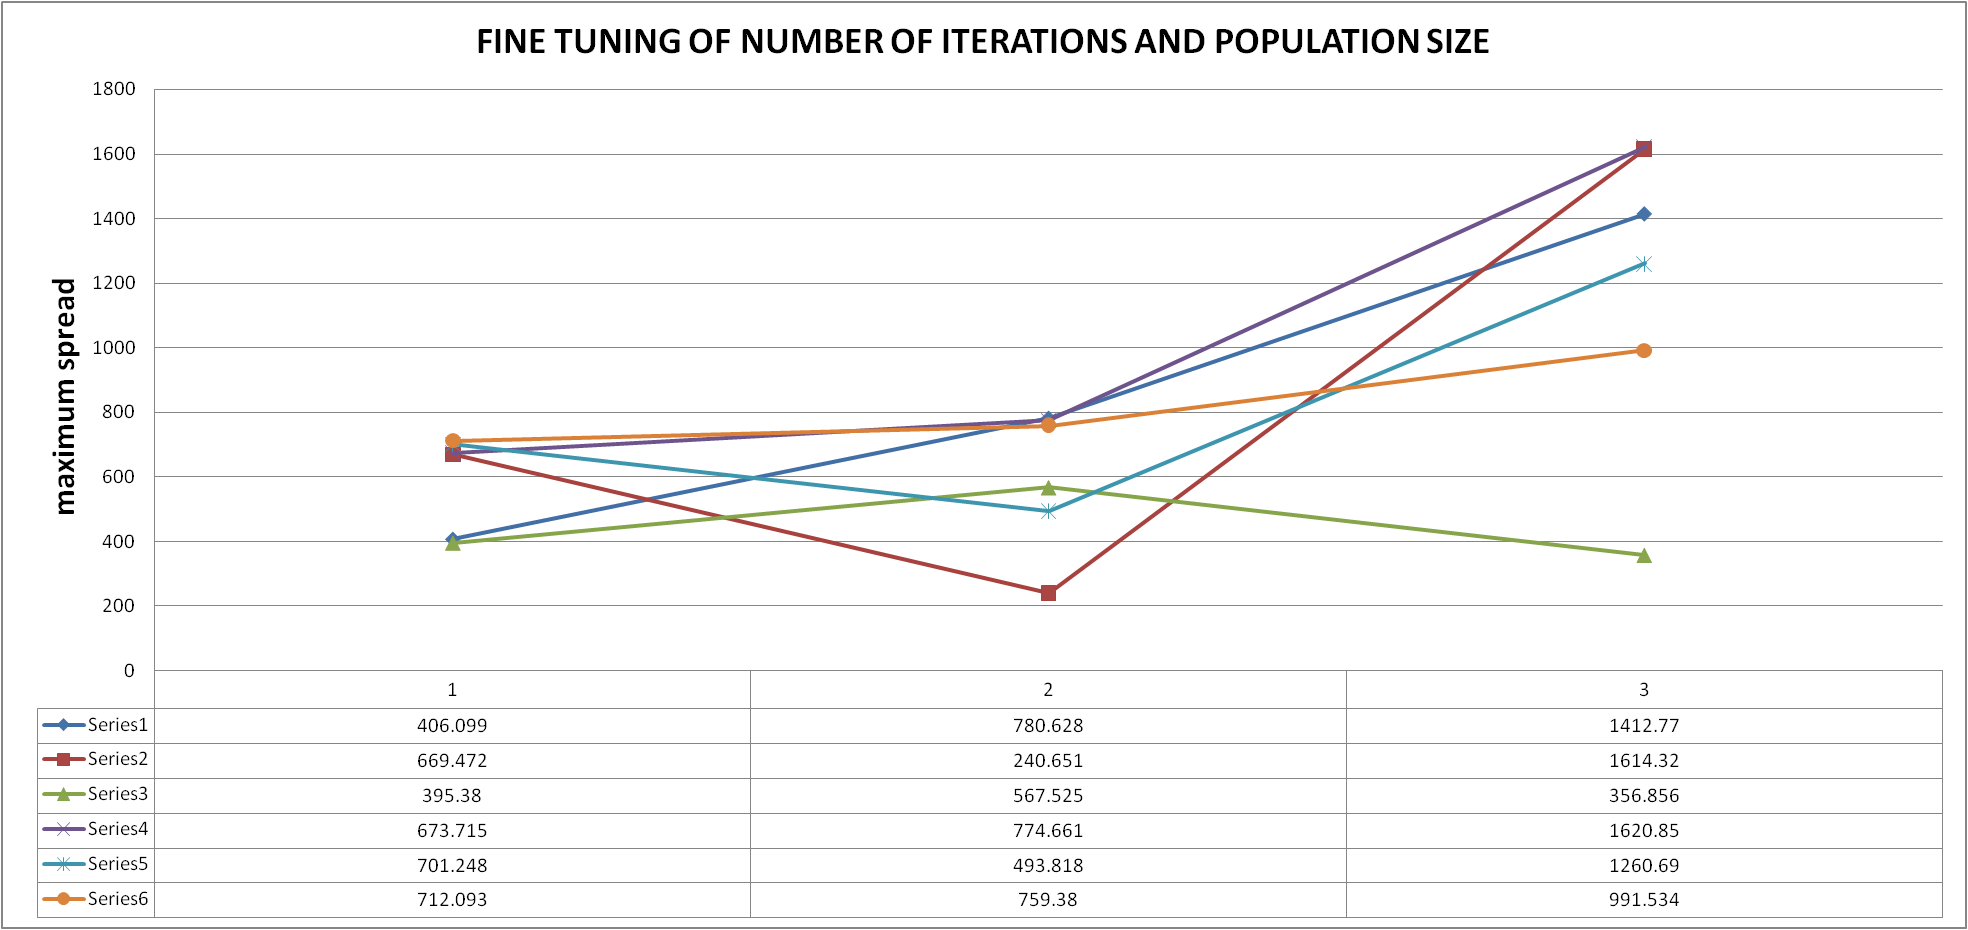 FINE TUNING OF NUMBER OF ITERATIONS AND POPULATION SIZE
maximum spread
1800
1600
1400
1200
1000
800
600
400
200
0
1 2 3
Series1 406.099 780.628 1412.77
Series2 669.472 240.651 1614.32
Series3 395.38 567.525 356.856
Series4 673.715 774.661 1620.85
Series5 701.248 493.818 1260.69
Series6 712.093 759.38 991.534